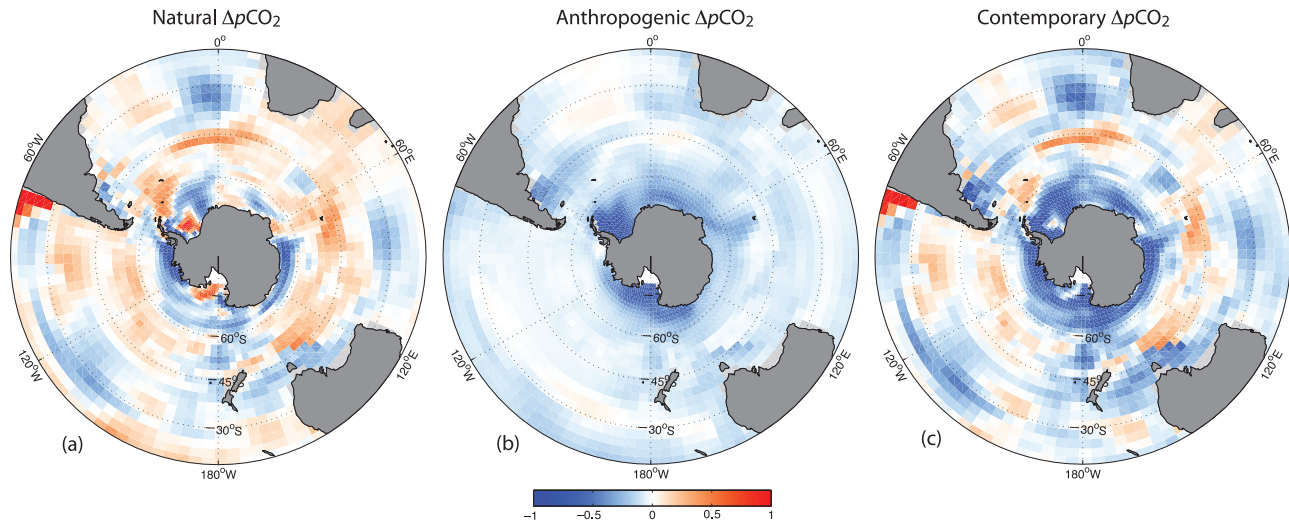 Natural ΔpCO₂
Anthropogenic ΔpCO₂
Contemporary ΔpCO₂
0°
0°
0°
60°W
60°E
60°W
60°E
60°W
60°E
60°S
60°S
60°S
120°W
45°S
120°E
120°W
45°S
120°E
120°W
45°S
120°E
30°S
30°S
30°S
(a)
(b)
(c)
180°W
180°W
180°W
−1
−0.5
0
0.5
1